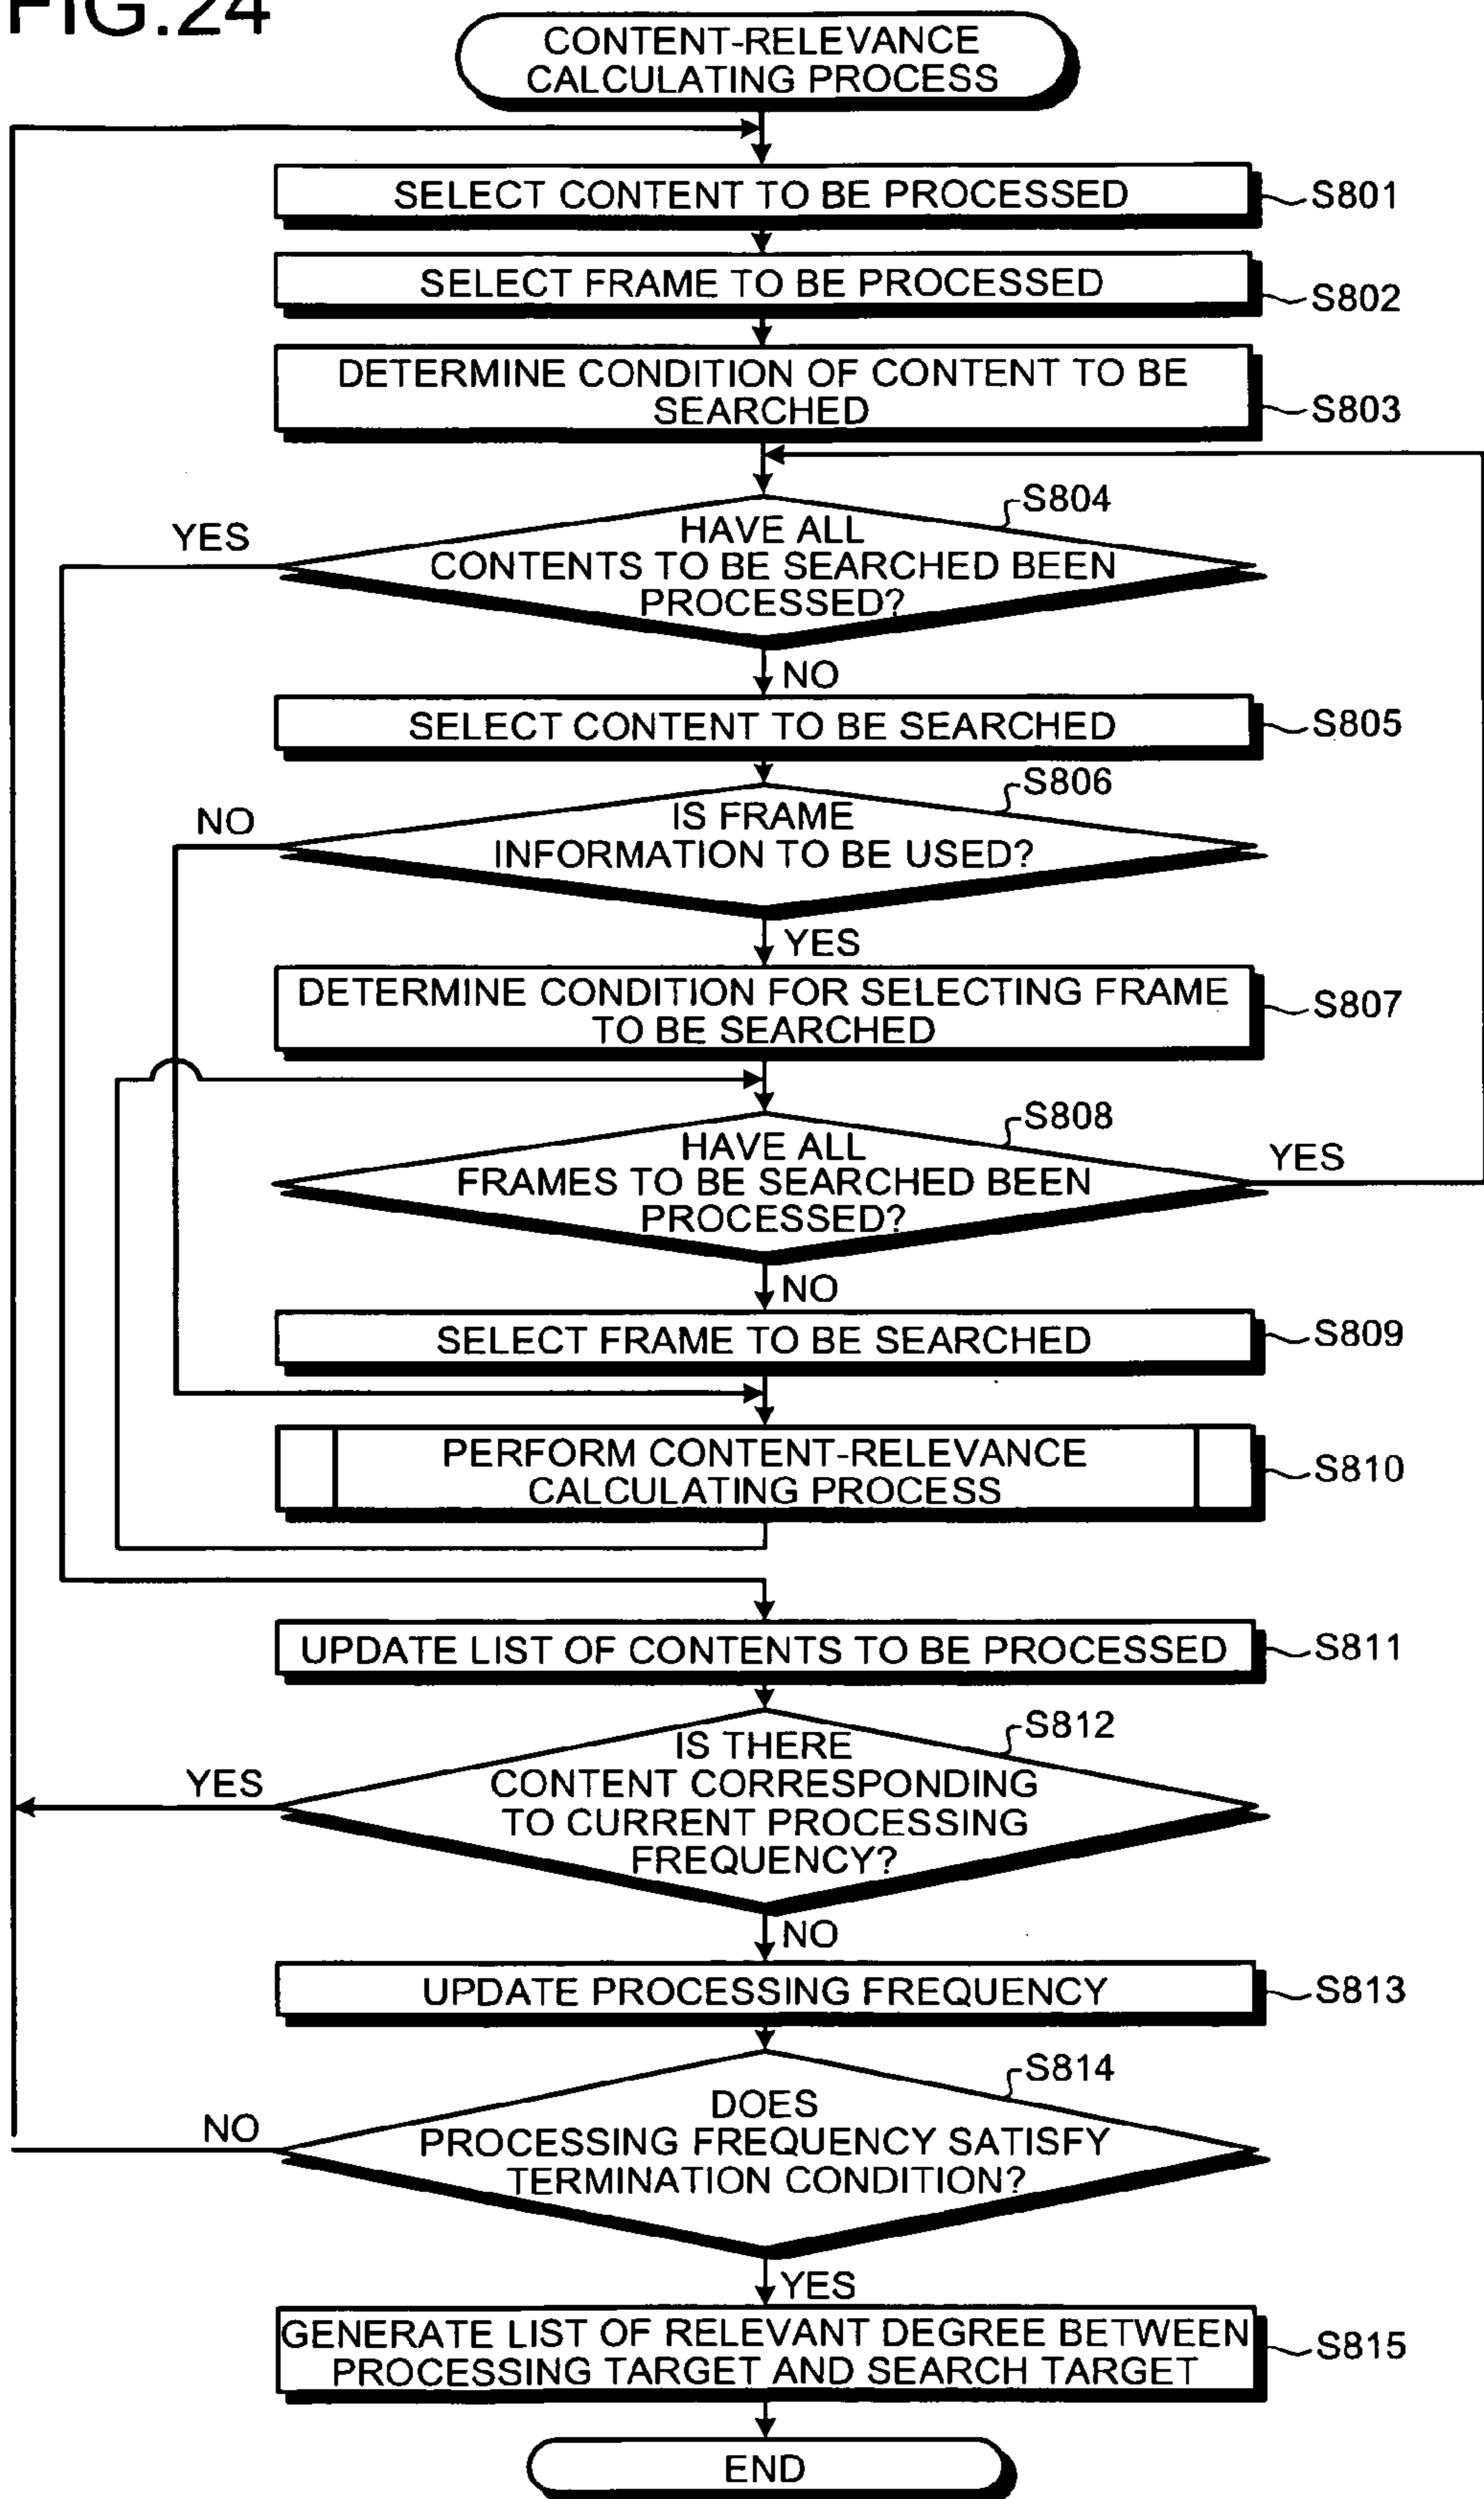 FIG.24
CONTENT-RELEVANCE
CALCULATING PROCESS
SELECT CONTENT TO BE PROCESSED
S801
SELECT FRAME TO BE PROCESSED
S802
DETERMINE CONDITION OF CONTENT TO BE
SEARCHED
S803
S804
YES
HAVE ALL
CONTENTS TO BE SEARCHED BEEN
PROCESSED?
NO
SELECT CONTENT TO BE SEARCHED
S805
S806
NO
IS FRAME
INFORMATION TO BE USED?
YES
DETERMINE CONDITION FOR SELECTING FRAME
TO BE SEARCHED
S807
S808
HAVE ALL
FRAMES TO BE SEARCHED BEEN
PROCESSED?
YES
NO
SELECT FRAME TO BE SEARCHED
S809
PERFORM CONTENT-RELEVANCE
CALCULATING PROCESS
S810
UPDATE LIST OF CONTENTS TO BE PROCESSED
S811
S812
YES
IS THERE
CONTENT CORRESPONDING
TO CURRENT PROCESSING
FREQUENCY?
NO
UPDATE PROCESSING FREQUENCY
S813
S814
NO
DOES
PROCESSING FREQUENCY SATISFY
TERMINATION CONDITION?
YES
GENERATE LIST OF RELEVANT DEGREE BETWEEN
PROCESSING TARGET AND SEARCH TARGET
S815
END